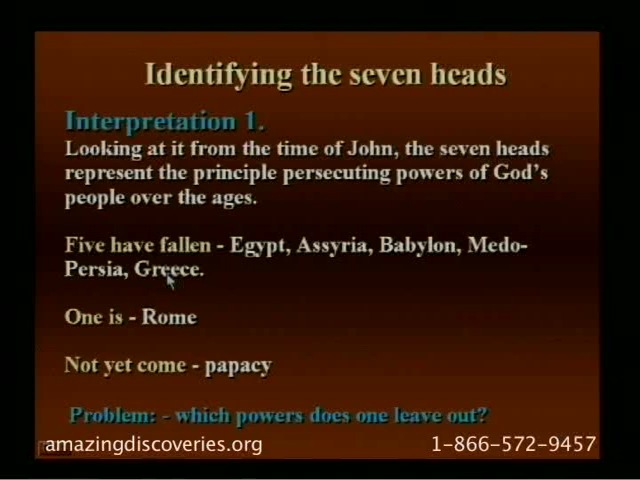 Identifying the seven heads
Interpretation 1.
Looking at it from the time of John, the seven heads
represent the principle persecuting powers of God's
people over the ages.
Five have fallen - Egypt, Assyria, Babylon, Medo-
Persia, Greece.
One is - Rome
Not yet come - papacy
Problem: - which powers does one leave out?
amazingdiscoveries.org
1-866-572-9457